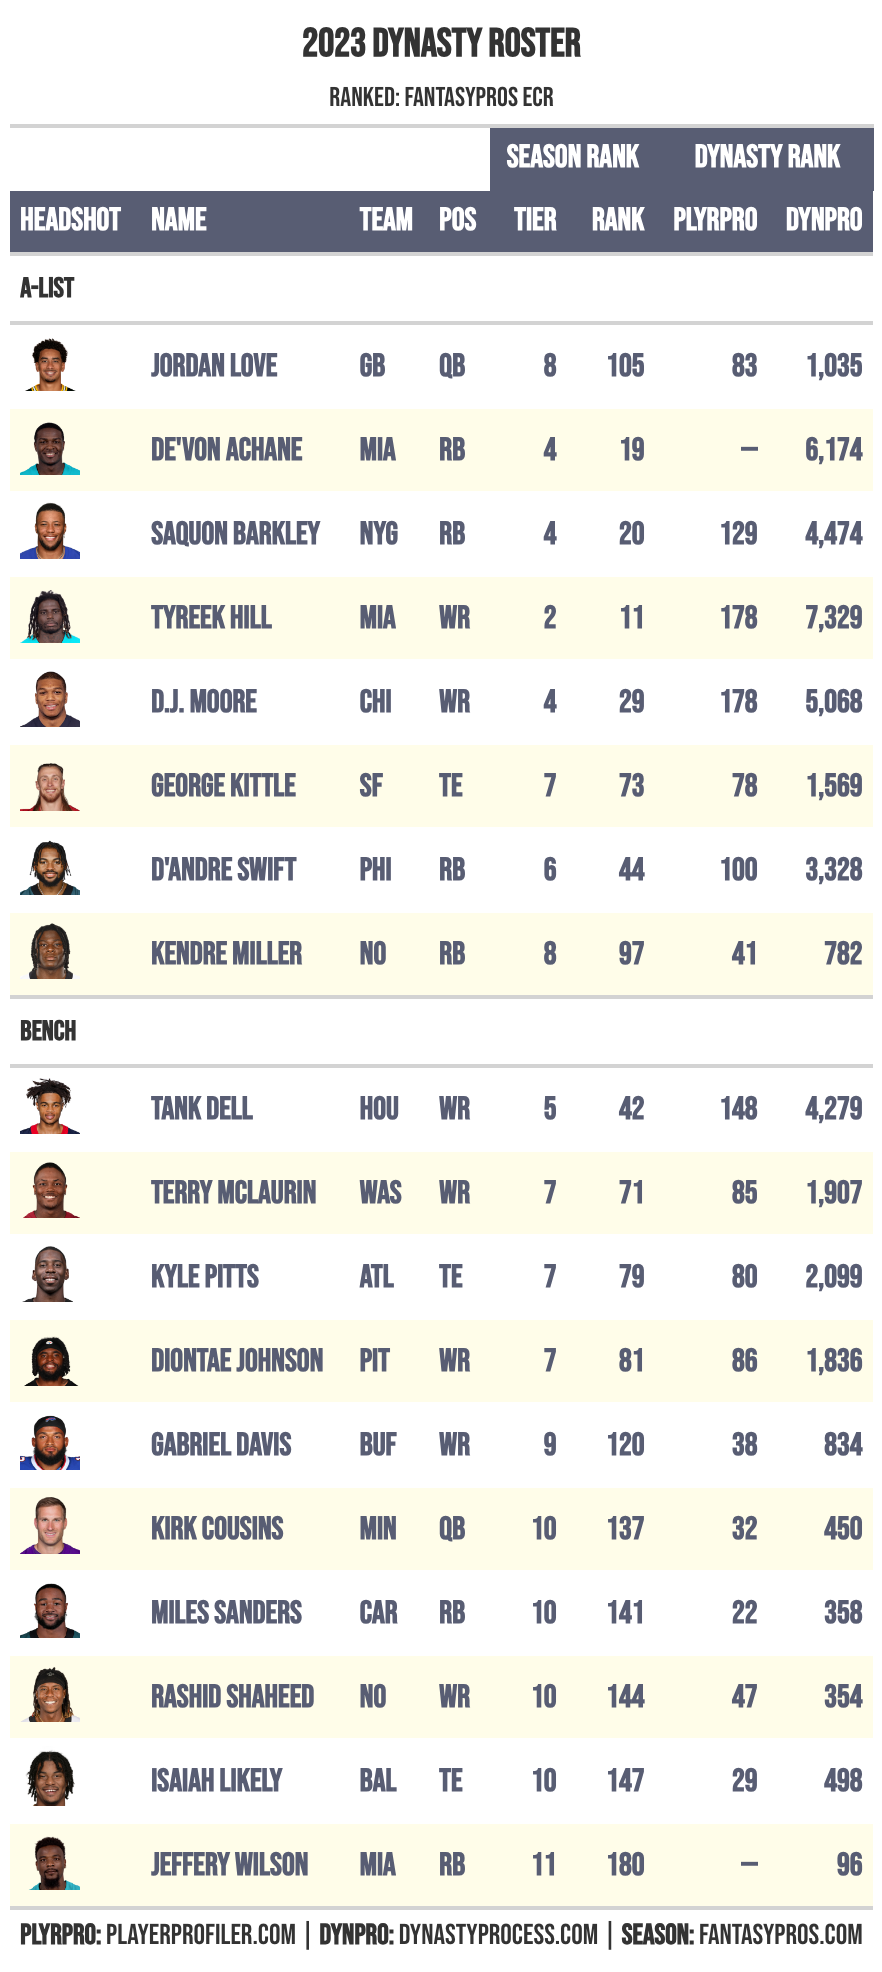 2023 DYNASTY ROSTER
RANKED: FANTASYPROS ECR
SEASON RANK DYNASTY RANK
HEADSHOT NAME TEAM POS TIER RANK PLYRPRO DYNPRO
A-LIST
JORDAN LOVE GB QB 8 105 83 1,035
DE'VON ACHANE MIA RB 4 19 — 6,174
SAQUON BARKLEY NYG RB 4 20 129 4,474
TYREEK HILL MIA WR 2 11 178 7,329
D.J. MOORE CHI WR 4 29 178 5,068
GEORGE KITTLE SF TE 7 73 78 1,569
D'ANDRE SWIFT PHI RB 6 44 100 3,328
KENDRE MILLER NO RB 8 97 41 782
BENCH
TANK DELL HOU WR 5 42 148 4,279
TERRY MCLAURIN WAS WR 7 71 85 1,907
KYLE PITTS ATL TE 7 79 80 2,099
DIONTAE JOHNSON PIT WR 7 81 86 1,836
GABRIEL DAVIS BUF WR 9 120 38 834
KIRK COUSINS MIN QB 10 137 32 450
MILES SANDERS CAR RB 10 141 22 358
RASHID SHAHEED NO WR 10 144 47 354
ISAIAH LIKELY BAL TE 10 147 29 498
JEFFERY WILSON MIA RB 11 180 — 96
PLYRPRO: PLAYERPROFILER.COM | DYNPRO: DYNASTYPROCESS.COM | SEASON: FANTASYPROS.COM